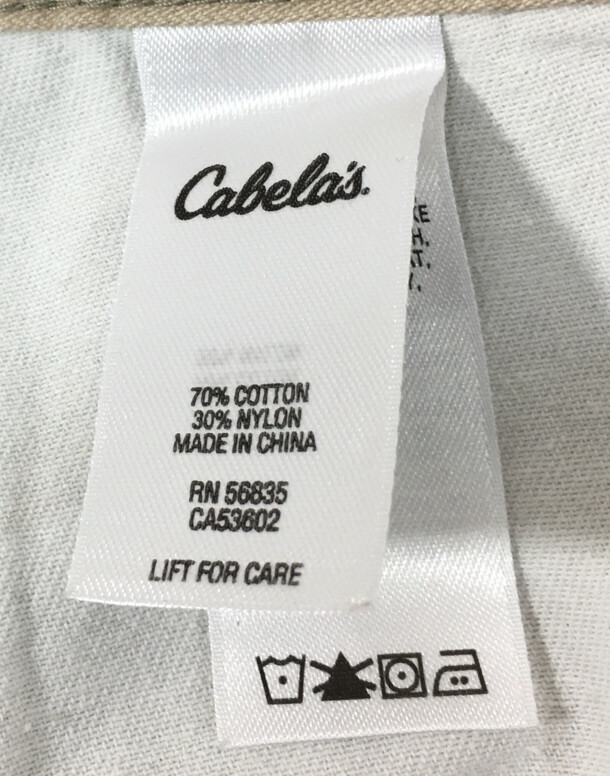 Cabela's.
70% COTTON
30% NYLON
MADE IN CHINA
RN 56835
CA53602
LIFT FOR CARE